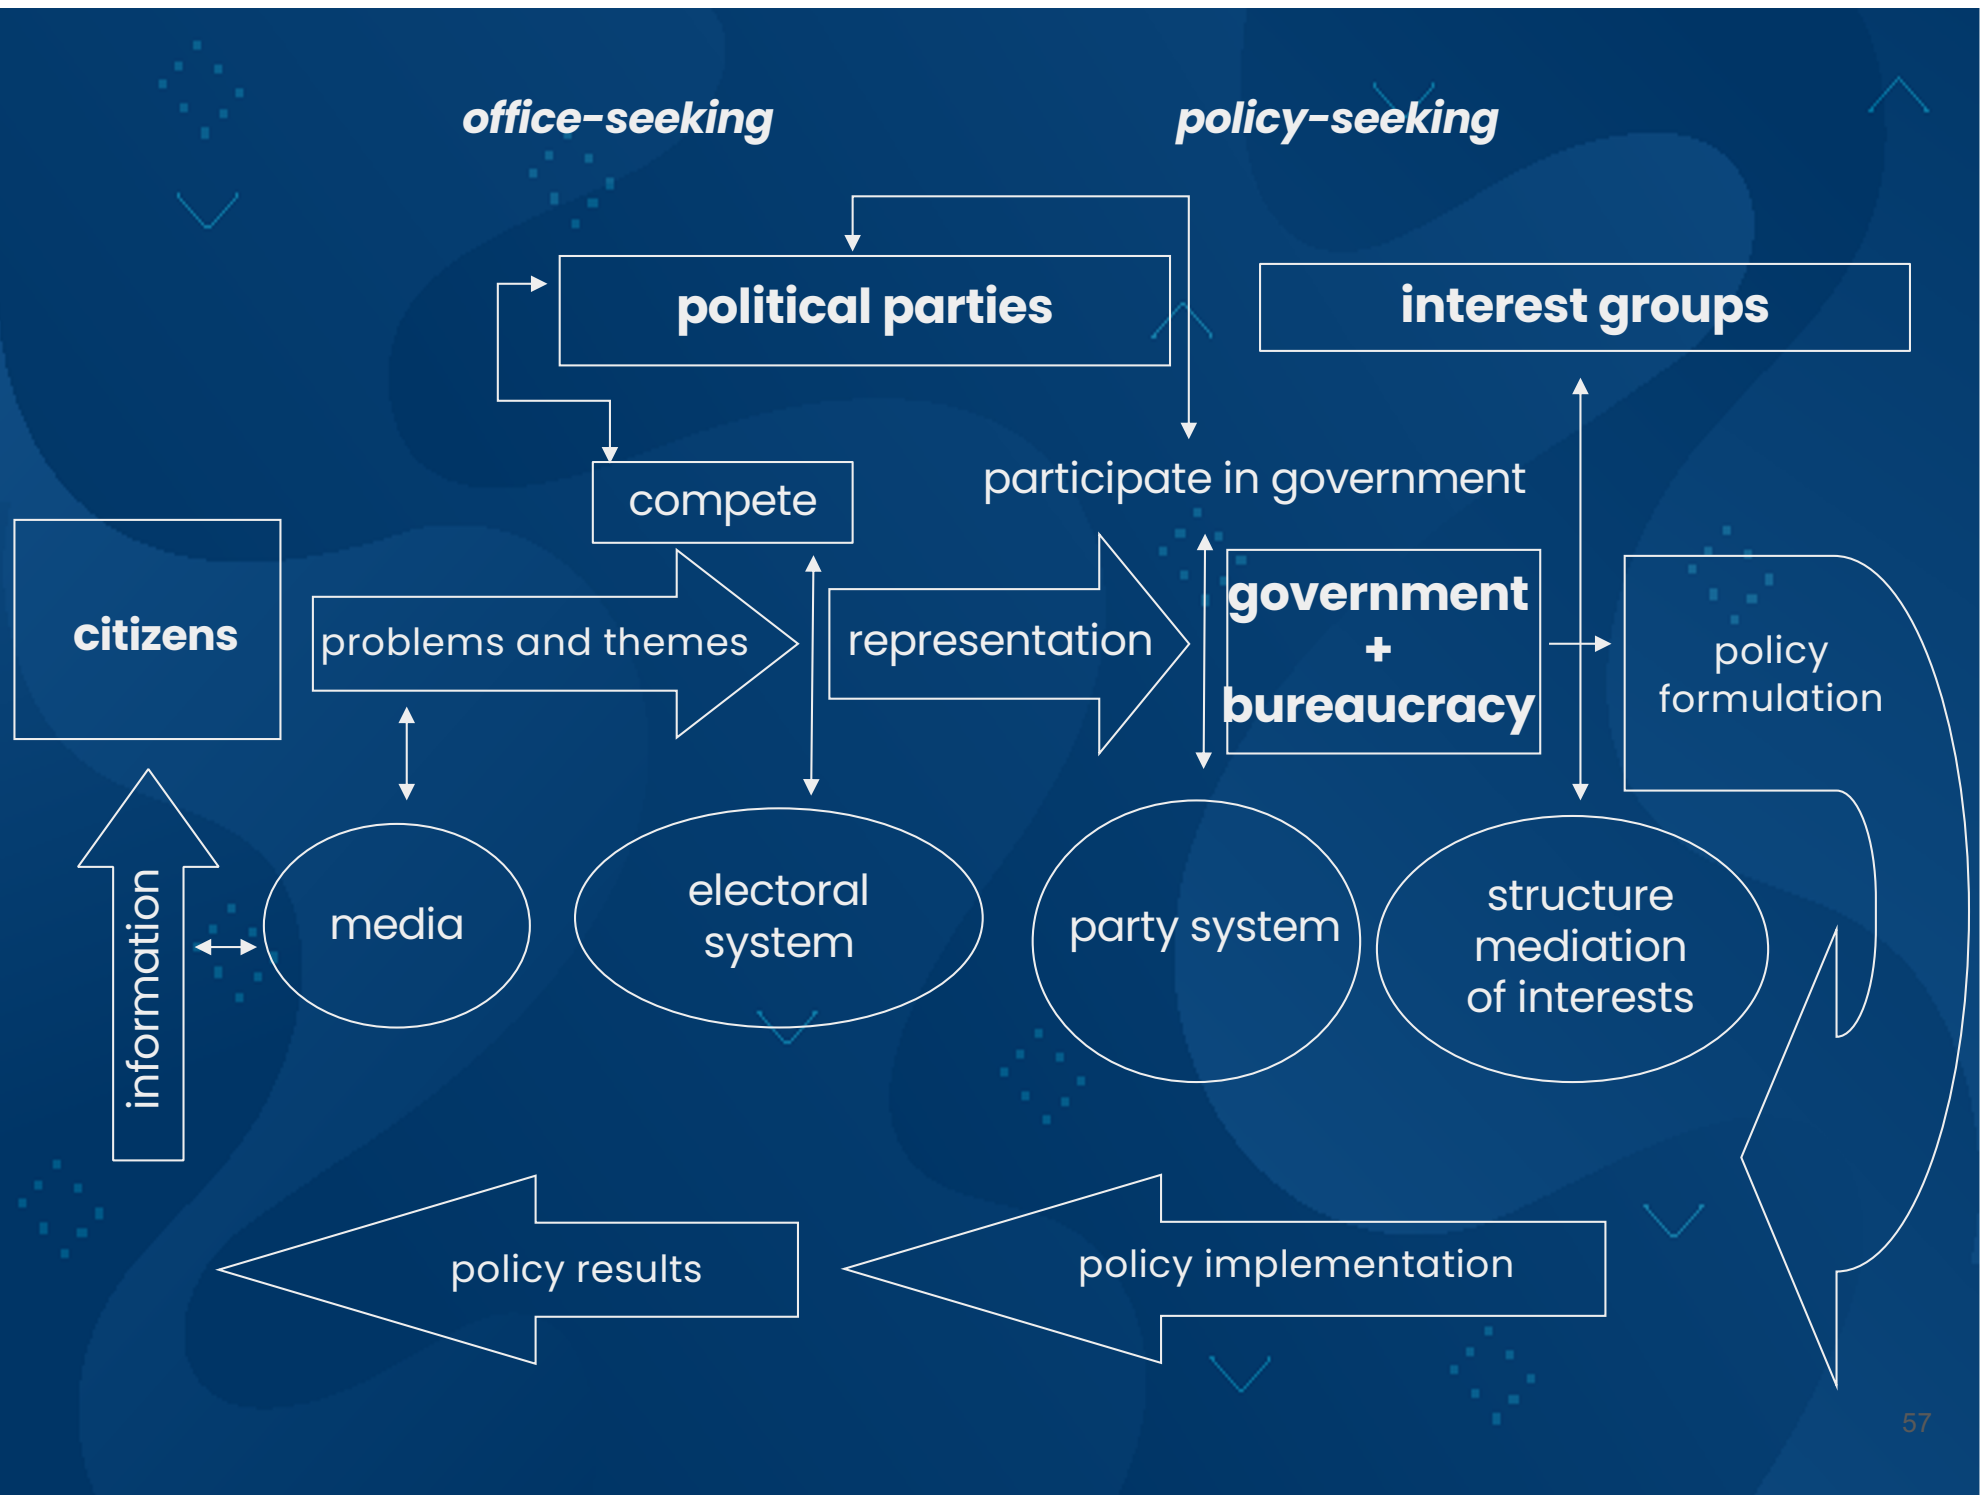 office-seeking
policy-seeking
political parties
interest groups
compete
participate in government
citizens
problems and themes
representation
government
+
bureaucracy
policy
formulation
information
media
electoral
system
party system
structure
mediation
of interests
policy results
policy implementation
57